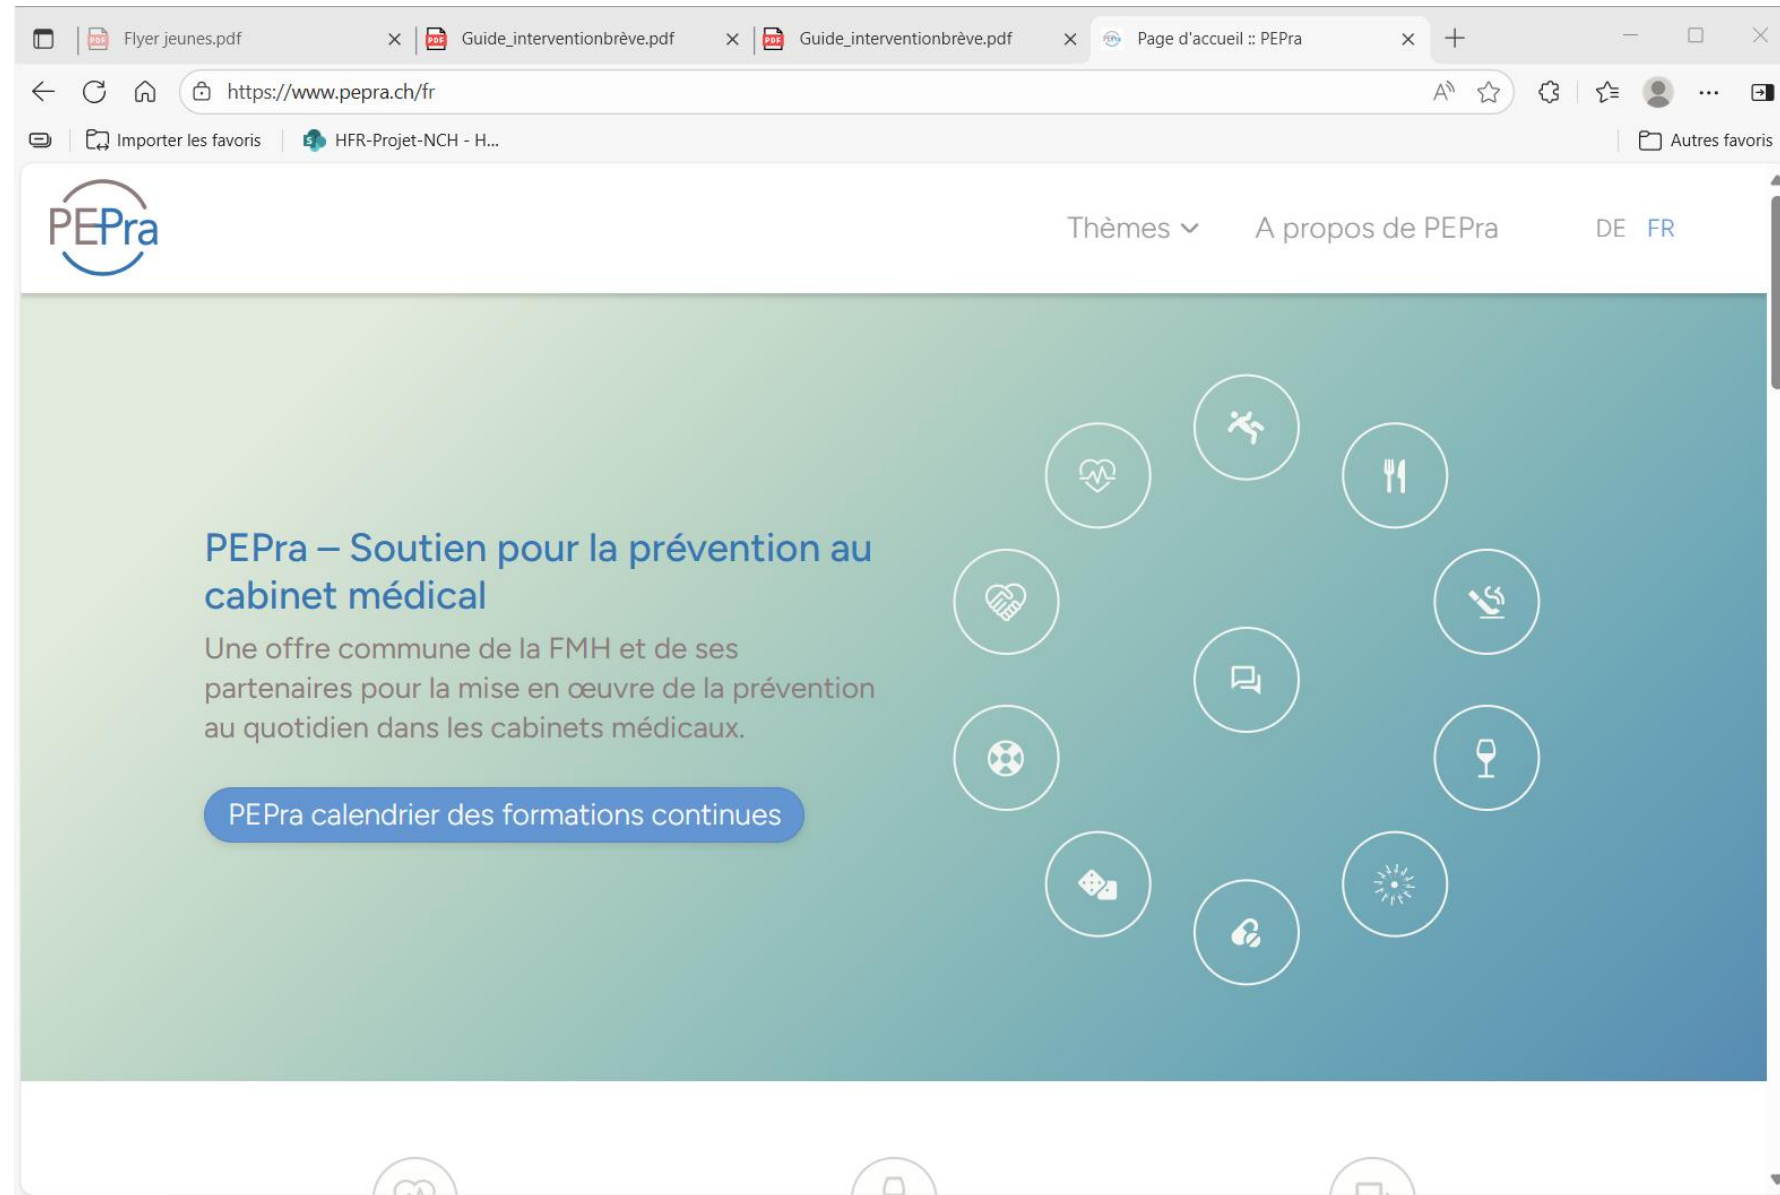 Flyer jeunes.pdf
Guide_interventionbrève.pdf
Guide_interventionbrève.pdf
Page d'accueil :: PEPra
https://www.pepra.ch/fr
Importer les favoris
HFR-Projet-NCH - H...
Autres favoris
PEPra
Thèmes
A propos de PEPra
DE FR
PEPra – Soutien pour la prévention au
cabinet médical
Une offre commune de la FMH et de ses
partenaires pour la mise en œuvre de la prévention
au quotidien dans les cabinets médicaux.
PEPra calendrier des formations continues